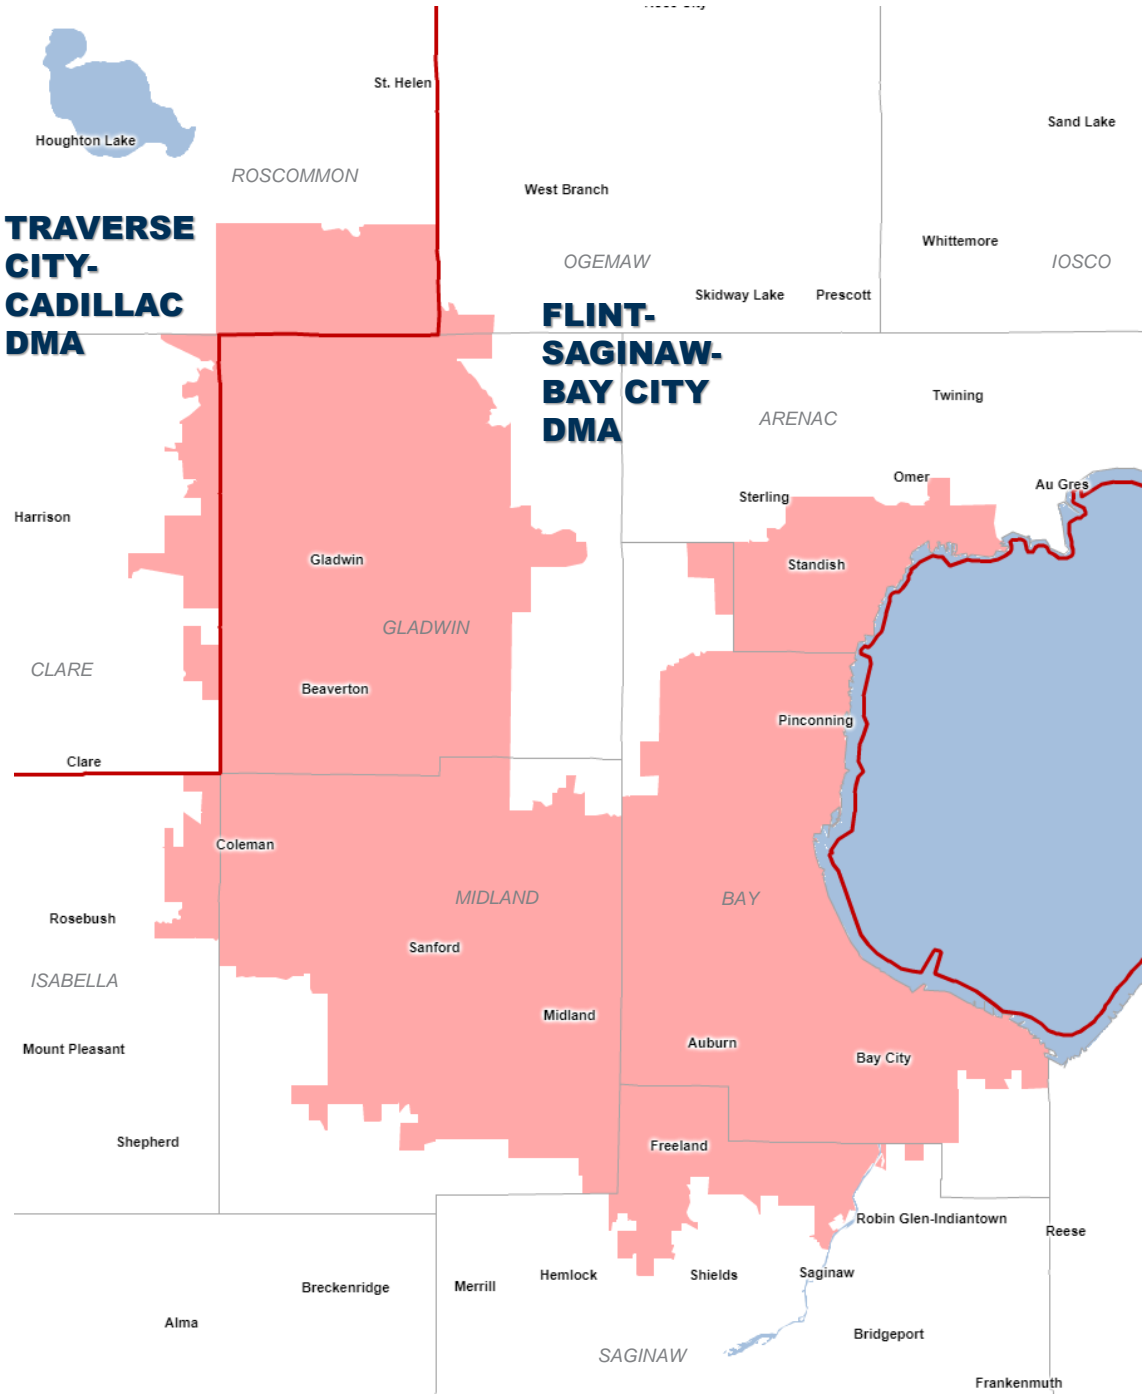 St. Helen
Sand Lake
Houghton Lake
ROSCOMMON
West Branch
TRAVERSE
CITY-
CADILLAC
DMA
Whittemore
OGEMAW
IOSCO
Skidway Lake
Prescott
FLINT-
SAGINAW-
BAY CITY
DMA
Twining
ARENAC
Omer
Au Gres
Sterling
Harrison
Gladwin
Standish
GLADWIN
CLARE
Beaverton
Pinconning
Clare
Coleman
MIDLAND
BAY
Rosebush
Sanford
ISABELLA
Midland
Auburn
Mount Pleasant
Bay City
Shepherd
Freeland
Robin Glen-Indiantown
Reese
Hemlock
Shields
Saginaw
Breckenridge
Merrill
Alma
Bridgeport
SAGINAW
Frankenmuth